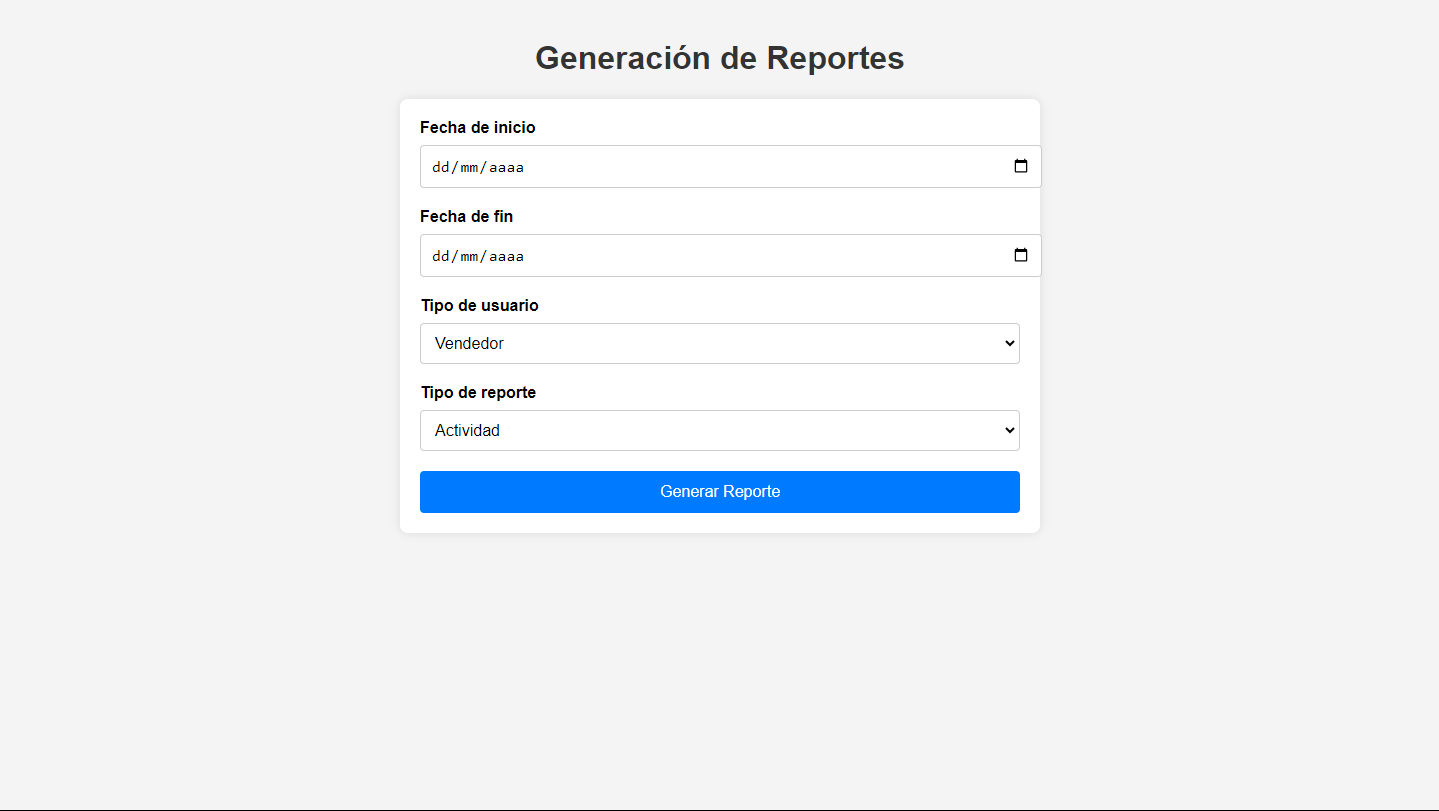 Generación de Reportes
Fecha de inicio
dd/mm/aaaa
Fecha de fin
dd/mm/aaaa
Tipo de usuario
Vendedor
Tipo de reporte
Actividad
Generar Reporte